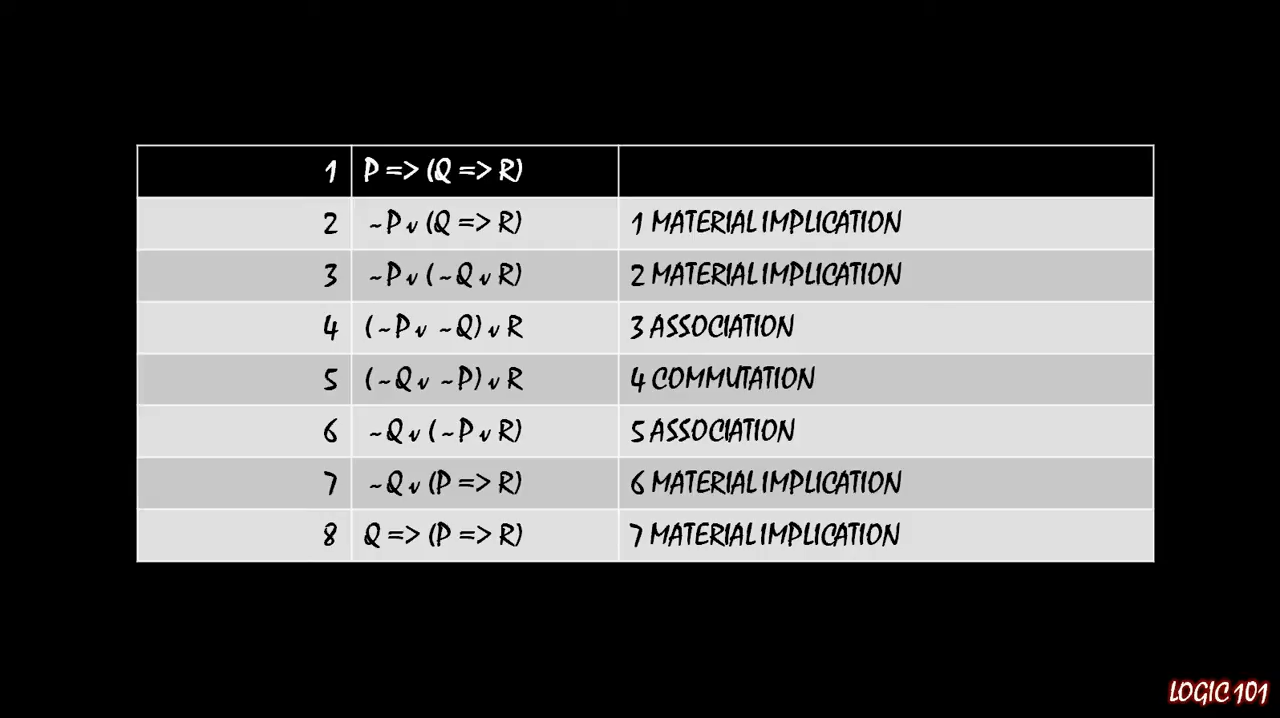 1 P => (Q => R)
2 ~P v (Q => R) 1 MATERIAL IMPLICATION
3 ~P v (~Q v R) 2 MATERIAL IMPLICATION
4 (~P v ~Q) v R 3 ASSOCIATION
5 (~Q v ~P) v R 4 COMMUTATION
6 ~Q v (~P v R) 5 ASSOCIATION
7 ~Q v (P => R) 6 MATERIAL IMPLICATION
8 Q => (P => R) 7 MATERIAL IMPLICATION
LOGIC 101